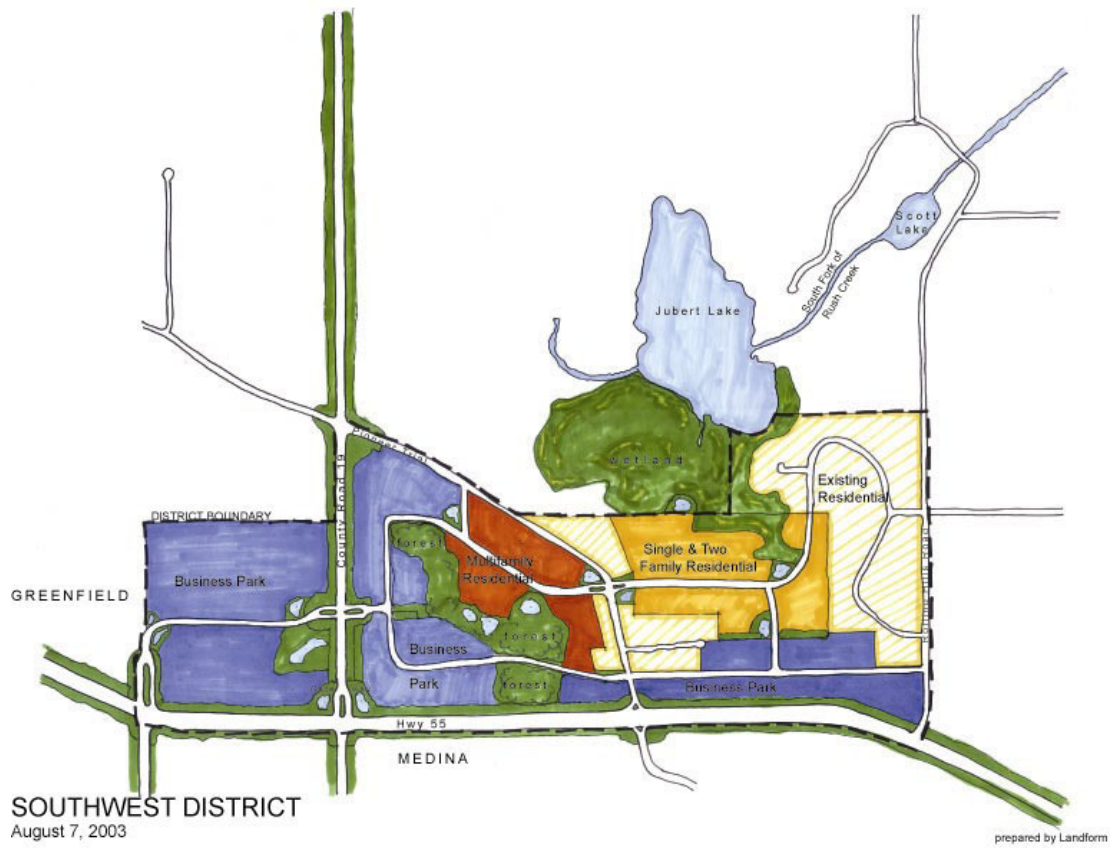 Scott
Lake
South Fork of
Rush Creek
Jubert Lake
Pioneer Trail
wetland
County Road 19
Existing
Residential
DISTRICT BOUNDARY
forest
Single & Two
Family Residential
Multifamily
Residential
Business Park
GREENFIELD
forest
Business
Park
forest
Business Park
Hwy 55
MEDINA
SOUTHWEST DISTRICT
August 7, 2003
prepared by Landform